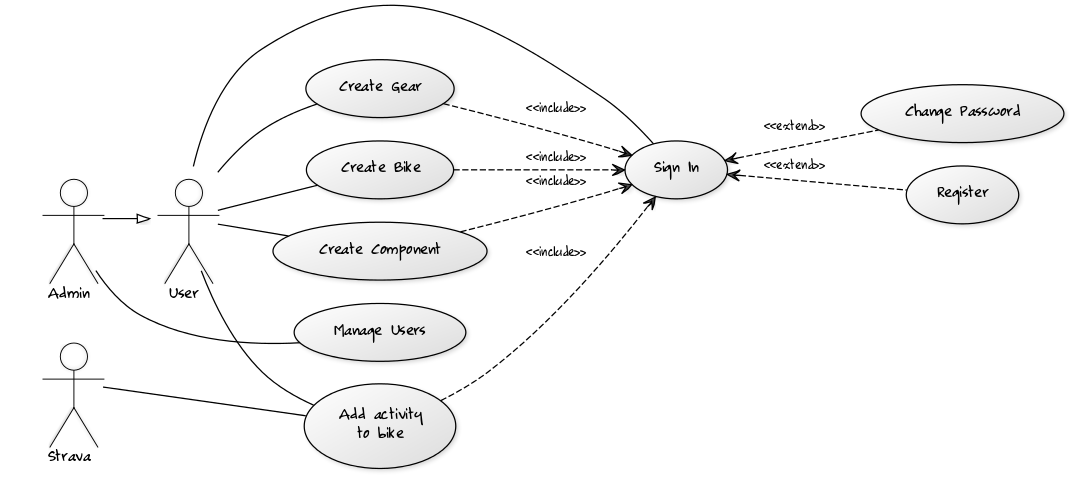 Create Gear
<<include>>
Change Password
<<extend>>
Create Bike
<<include>>
Sign In
<<extend>>
<<include>>
Register
Create Component
<<include>>
Admin
User
Manage Users
Add activity
to bike
Strava